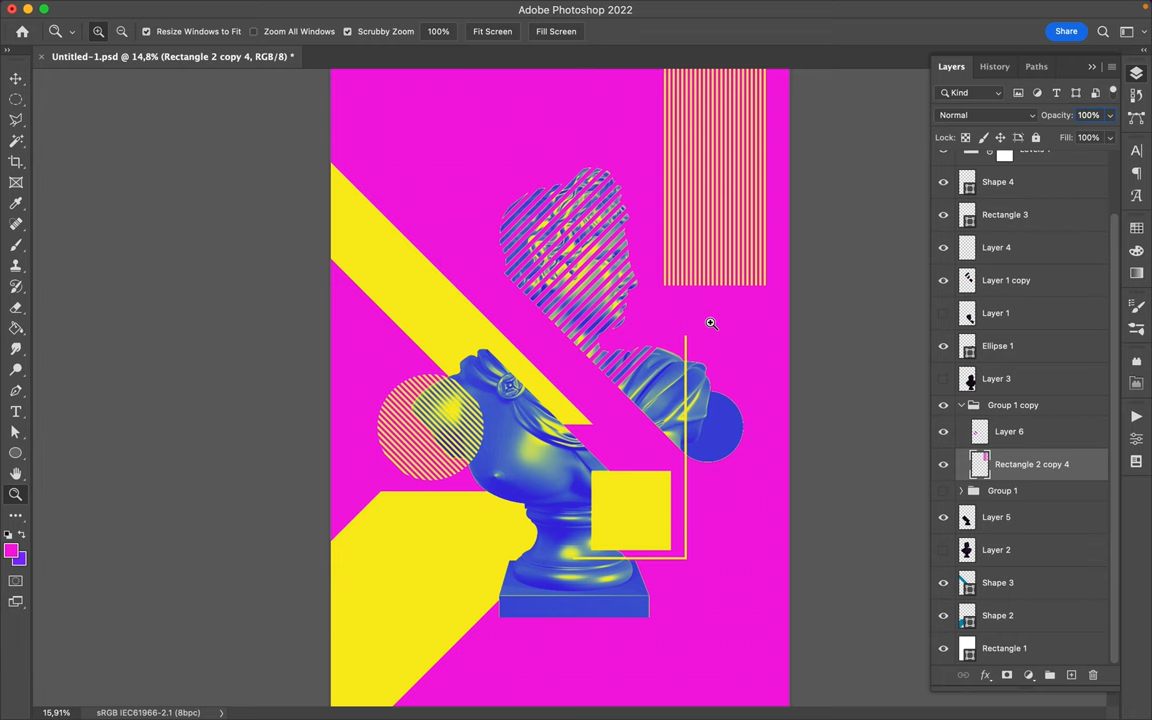 Adobe Photoshop 2022
Resize Windows to Fit
All Windows
Scrubby Zoom
100%
Fit Screen
Fill Screen
Share
Untitled-1.psd @ 14,8% (Rectangle 2 copy 4, RGB/8) *
Layers
History
Paths
Kind
Normal
Opacity: 100%
Lock:
Fill: 100%
Shape 4
Rectangle 3
Layer 4
Layer 1 copy
Layer 1
Ellipse 1
Layer 3
Group 1 copy
Layer 6
Rectangle 2 copy 4
Group 1
Layer 5
Layer 2
Shape 3
Shape 2
Rectangle 1
15,91%
sRGB IEC61966-2.1 (8bpc)